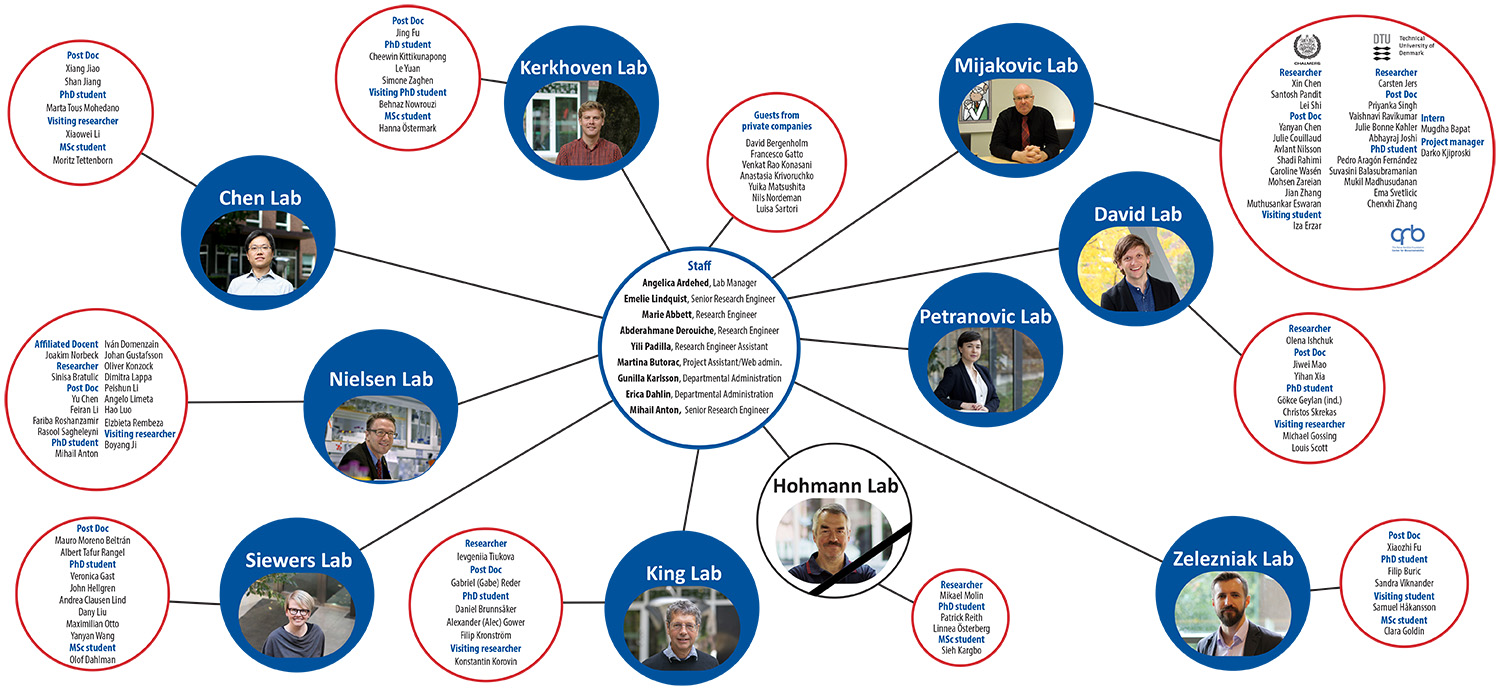 Post Doc
Xiang Jiao
Shan Jiang
PhD student
Marta Tous Mohedano
Visiting researcher
Xiaowei Li
MSc student
Moritz Tettenborn
Chen Lab
Post Doc
Jing Fu
PhD student
Cheewin Kittikunapong
Le Yuan
Simone Zaghen
Visiting PhD student
Behnaz Nowrouzi
MSc student
Hanna Östermark
Kerkhoven Lab
Guests from
private companies
David Bergenholm
Francesco Gatto
Venkat Rao Konasani
Anastasia Krivoruchko
Yuika Matsushita
Nils Nordeman
Luisa Sartori
Mijakovic Lab
CHALMERS
Researcher
Xin Chen
Santosh Pandit
Lei Shi
Post Doc
Yanyan Chen
Julie Couillaud
Avlant Nilsson
Shadi Rahimi
Caroline Wasén
Mohsen Zareian
Jian Zhang
Muthusankar Eswaran
Visiting student
Iza Erzar
DTU
Technical
University of
Denmark
Researcher
Carsten Jers
Post Doc
Priyanka Singh
Vaishnavi Ravikumar
Julie Bonne Kahler
Abhayraj Joshi
PhD student
Pedro Aragón Fernández
Suvasini Balasubramanian
Mukil Madhusudanan
Ema Svetlicic
Chenxhi Zhang
Intern
Mugdha Bapat
Project manager
Darko Kjiproski
David Lab
Researcher
Olena Ishchuk
Post Doc
Jiwei Mao
Yihan Xia
PhD student
Gökce Geylan (ind.)
Christos Skrekas
Visiting researcher
Michael Gossing
Louis Scott
Petranovic Lab
Staff
Angelica Ardehed, Lab Manager
Emelie Lindquist, Senior Research Engineer
Marie Abbett, Research Engineer
Abderahmane Derouiche, Research Engineer
Yili Padilla, Research Engineer Assistant
Martina Butorac, Project Assistant/Web admin.
Gunilla Karlsson, Departmental Administration
Erica Dahlin, Departmental Administration
Mihail Anton, Senior Research Engineer
Affiliated Docent
Joakim Norbeck
Researcher
Sinisa Bratulic
Post Doc
Yu Chen
Feiran Li
Fariba Roshanzamir
Rasool Sagheleyni
PhD student
Mihail Anton
Iván Domenzain
Johan Gustafsson
Oliver Konzock
Dimitra Lappa
Peishun Li
Angelo Limeta
Hao Luo
Elzbieta Rembeza
Visiting researcher
Boyang Ji
Nielsen Lab
Post Doc
Mauro Moreno Beltrán
Albert Tafur Rangel
PhD student
Veronica Gast
John Hellgren
Andrea Clausen Lind
Dany Liu
Maximilian Otto
Yanyan Wang
MSc student
Olof Dahlman
Siewers Lab
Researcher
Ievgeniia Tiukova
Post Doc
Gabriel (Gabe) Reder
PhD student
Daniel Brunnsåker
Alexander (Alec) Gower
Filip Kronström
Visiting researcher
Konstantin Korovin
King Lab
Hohmann Lab
Researcher
Mikael Molin
PhD student
Patrick Reith
Linnea Österberg
MSc student
Sieh Kargbo
Zelezniak Lab
Post Doc
Xiaozhi Fu
PhD student
Filip Buric
Sandra Viknander
Visiting student
Samuel Håkansson
MSc student
Clara Goldin